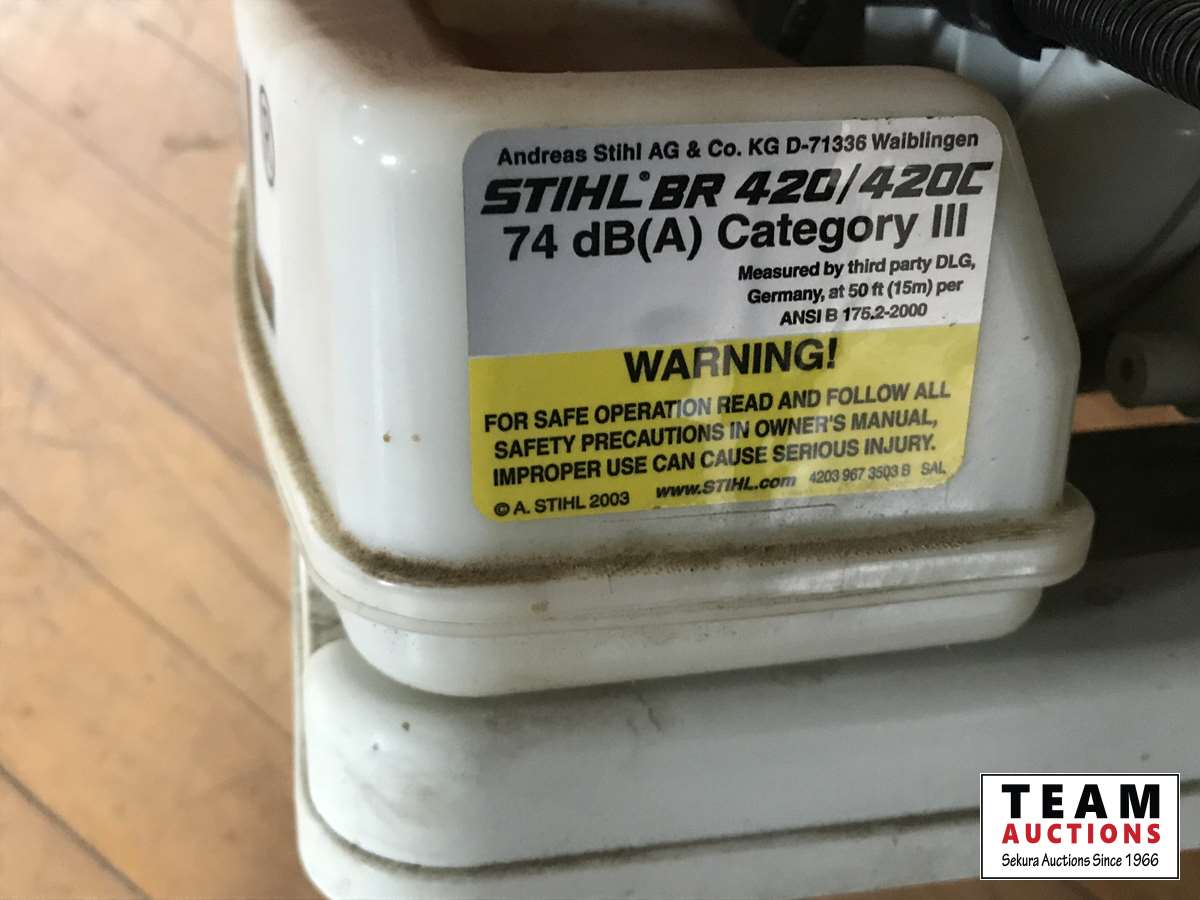 Andreas Stihl AG & Co. KG D-71336 Waiblingen
STIHL® BR 420/420C
74 dB(A) Category III
Measured by third party DLG,
Germany, at 50 ft (15m) per
ANSI B 175.2-2000
WARNING!
FOR SAFE OPERATION READ AND FOLLOW ALL
SAFETY PRECAUTIONS IN OWNER'S MANUAL,
IMPROPER USE CAN CAUSE SERIOUS INJURY.
© A. STIHL 2003 www.STIHL.com 4203 967 3503 B SAL
TEAM
AUCTIONS
Sekura Auctions Since 1966